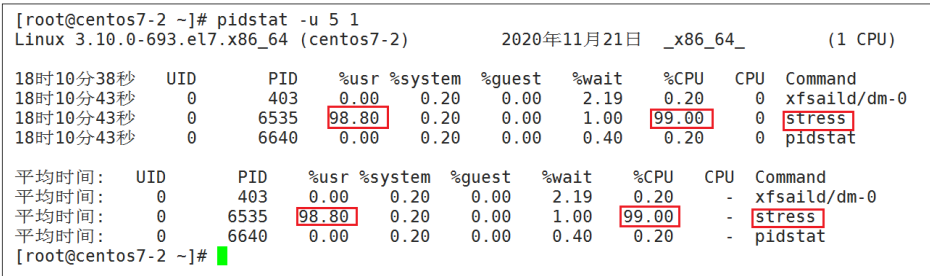 [root@centos7-2 ~]# pidstat -u 5 1
Linux 3.10.0-693.el7.x86_64 (centos7-2) 2020年11月21日 _x86_64_ (1 CPU)
18时10分38秒 UID PID %usr %system %guest %wait %CPU CPU Command
18时10分43秒 0 403 0.00 0.20 0.00 2.19 0.20 0 xfsaild/dm-0
18时10分43秒 0 6535 98.80 0.20 0.00 1.00 99.00 0 stress
18时10分43秒 0 6640 0.00 0.20 0.00 0.40 0.20 0 pidstat
平均时间: UID PID %usr %system %guest %wait %CPU CPU Command
平均时间: 0 403 0.00 0.20 0.00 2.19 0.20 - xfsaild/dm-0
平均时间: 0 6535 98.80 0.20 0.00 1.00 99.00 - stress
平均时间: 0 6640 0.00 0.20 0.00 0.40 0.20 - pidstat
[root@centos7-2 ~]#